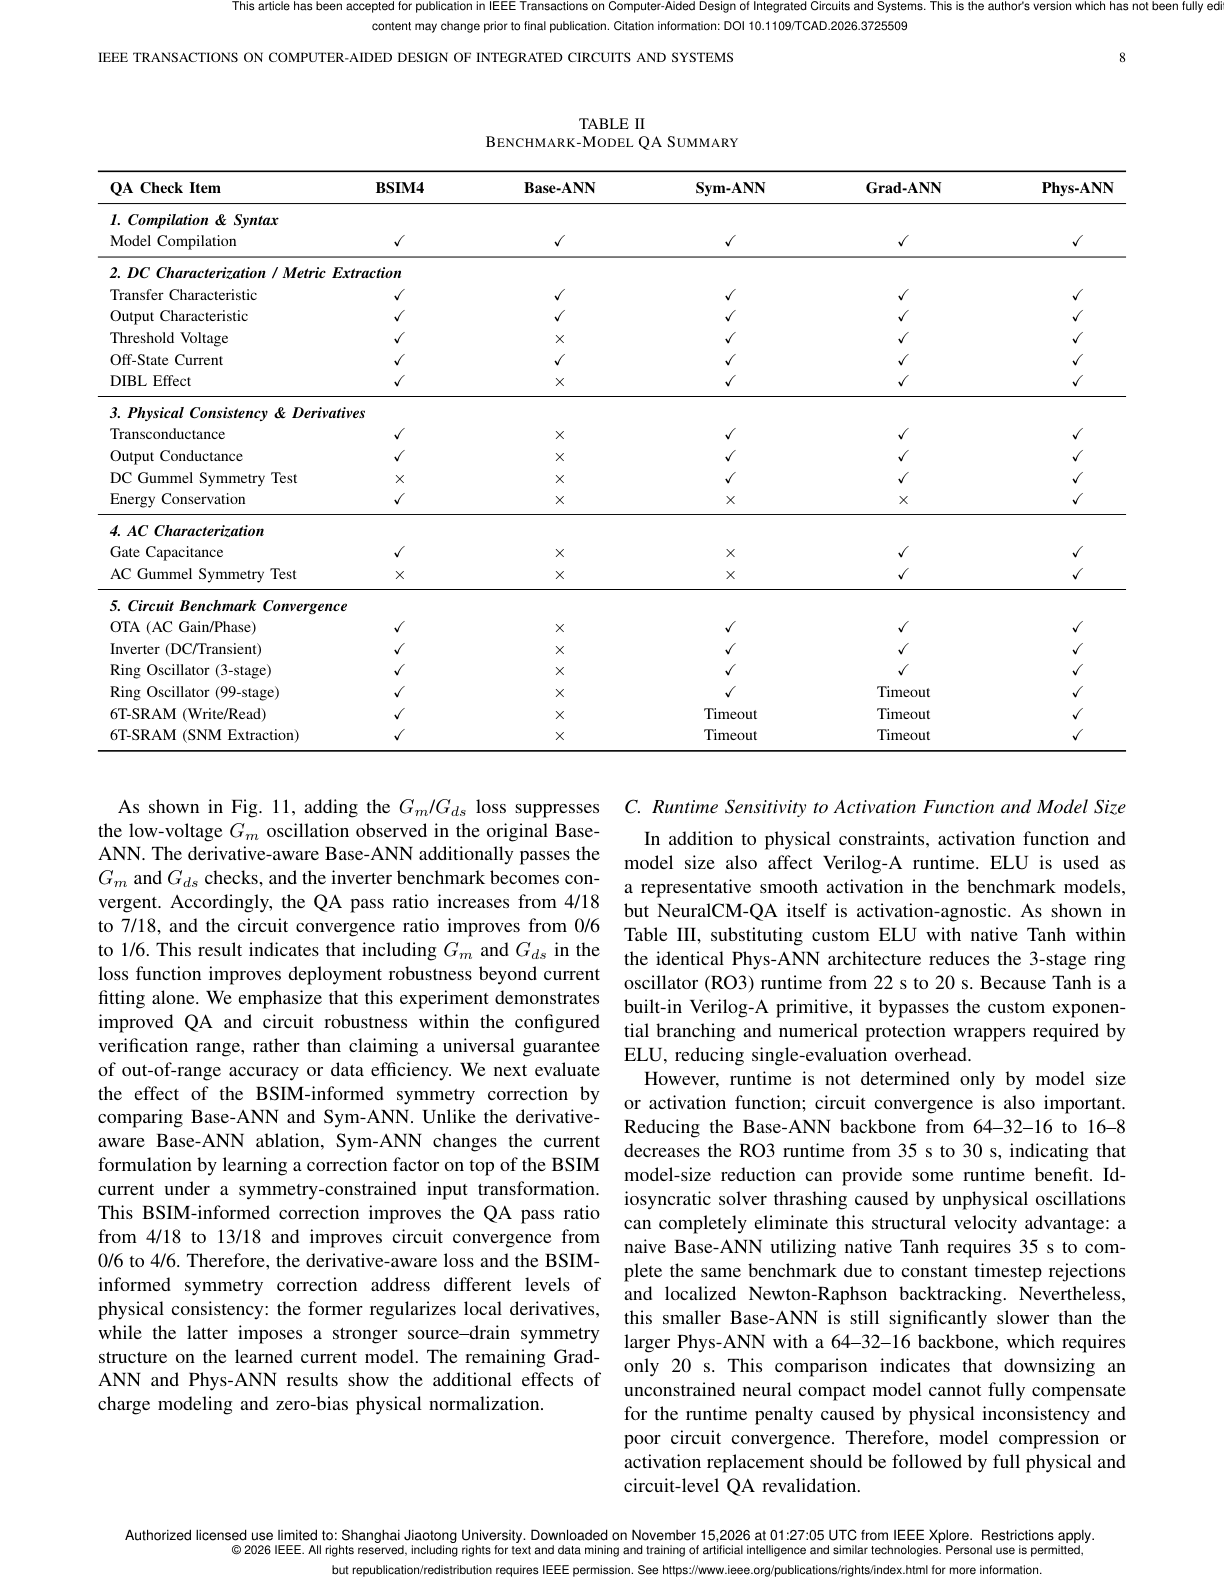 This article has been accepted for publication in IEEE Transactions on Computer-Aided Design of Integrated Circuits and Systems. This is the author's version which has not been fully edi
content may change prior to final publication. Citation information: DOI 10.1109/TCAD.2026.3725509
IEEE TRANSACTIONS ON COMPUTER-AIDED DESIGN OF INTEGRATED CIRCUITS AND SYSTEMS 8
TABLE II
BENCHMARK-MODEL QA SUMMARY
QA Check Item BSIM4 Base-ANN Sym-ANN Grad-ANN Phys-ANN
1. Compilation & Syntax
Model Compilation ✓ ✓ ✓ ✓ ✓
2. DC Characterization / Metric Extraction
Transfer Characteristic ✓ ✓ ✓ ✓ ✓
Output Characteristic ✓ ✓ ✓ ✓ ✓
Threshold Voltage ✓ × ✓ ✓ ✓
Off-State Current ✓ ✓ ✓ ✓ ✓
DIBL Effect ✓ × ✓ ✓ ✓
3. Physical Consistency & Derivatives
Transconductance ✓ × ✓ ✓ ✓
Output Conductance ✓ × ✓ ✓ ✓
DC Gummel Symmetry Test × × ✓ ✓ ✓
Energy Conservation ✓ × × × ✓
4. AC Characterization
Gate Capacitance ✓ × × ✓ ✓
AC Gummel Symmetry Test × × × ✓ ✓
5. Circuit Benchmark Convergence
OTA (AC Gain/Phase) ✓ × ✓ ✓ ✓
Inverter (DC/Transient) ✓ × ✓ ✓ ✓
Ring Oscillator (3-stage) ✓ × ✓ ✓ ✓
Ring Oscillator (99-stage) ✓ × ✓ Timeout ✓
6T-SRAM (Write/Read) ✓ × Timeout Timeout ✓
6T-SRAM (SNM Extraction) ✓ × Timeout Timeout ✓
As shown in Fig. 11, adding the Gm/Gds loss suppresses
the low-voltage Gm oscillation observed in the original Base-
ANN. The derivative-aware Base-ANN additionally passes the
Gm and Gds checks, and the inverter benchmark becomes con-
vergent. Accordingly, the QA pass ratio increases from 4/18
to 7/18, and the circuit convergence ratio improves from 0/6
to 1/6. This result indicates that including Gm and Gds in the
loss function improves deployment robustness beyond current
fitting alone. We emphasize that this experiment demonstrates
improved QA and circuit robustness within the configured
verification range, rather than claiming a universal guarantee
of out-of-range accuracy or data efficiency. We next evaluate
the effect of the BSIM-informed symmetry correction by
comparing Base-ANN and Sym-ANN. Unlike the derivative-
aware Base-ANN ablation, Sym-ANN changes the current
formulation by learning a correction factor on top of the BSIM
current under a symmetry-constrained input transformation.
This BSIM-informed correction improves the QA pass ratio
from 4/18 to 13/18 and improves circuit convergence from
0/6 to 4/6. Therefore, the derivative-aware loss and the BSIM-
informed symmetry correction address different levels of
physical consistency: the former regularizes local derivatives,
while the latter imposes a stronger source–drain symmetry
structure on the learned current model. The remaining Grad-
ANN and Phys-ANN results show the additional effects of
charge modeling and zero-bias physical normalization.
C. Runtime Sensitivity to Activation Function and Model Size
In addition to physical constraints, activation function and
model size also affect Verilog-A runtime. ELU is used as
a representative smooth activation in the benchmark models,
but NeuralCM-QA itself is activation-agnostic. As shown in
Table III, substituting custom ELU with native Tanh within
the identical Phys-ANN architecture reduces the 3-stage ring
oscillator (RO3) runtime from 22 s to 20 s. Because Tanh is a
built-in Verilog-A primitive, it bypasses the custom exponen-
tial branching and numerical protection wrappers required by
ELU, reducing single-evaluation overhead.
However, runtime is not determined only by model size
or activation function; circuit convergence is also important.
Reducing the Base-ANN backbone from 64–32–16 to 16–8
decreases the RO3 runtime from 35 s to 30 s, indicating that
model-size reduction can provide some runtime benefit. Id-
iosyncratic solver thrashing caused by unphysical oscillations
can completely eliminate this structural velocity advantage: a
naive Base-ANN utilizing native Tanh requires 35 s to com-
plete the same benchmark due to constant timestep rejections
and localized Newton-Raphson backtracking. Nevertheless,
this smaller Base-ANN is still significantly slower than the
larger Phys-ANN with a 64–32–16 backbone, which requires
only 20 s. This comparison indicates that downsizing an
unconstrained neural compact model cannot fully compensate
for the runtime penalty caused by physical inconsistency and
poor circuit convergence. Therefore, model compression or
activation replacement should be followed by full physical and
circuit-level QA revalidation.
Authorized licensed use limited to: Shanghai Jiaotong University. Downloaded on November 15,2026 at 01:27:05 UTC from IEEE Xplore. Restrictions apply.
© 2026 IEEE. All rights reserved, including rights for text and data mining and training of artificial intelligence and similar technologies. Personal use is permitted,
but republication/redistribution requires IEEE permission. See https://www.ieee.org/publications/rights/index.html for more information.